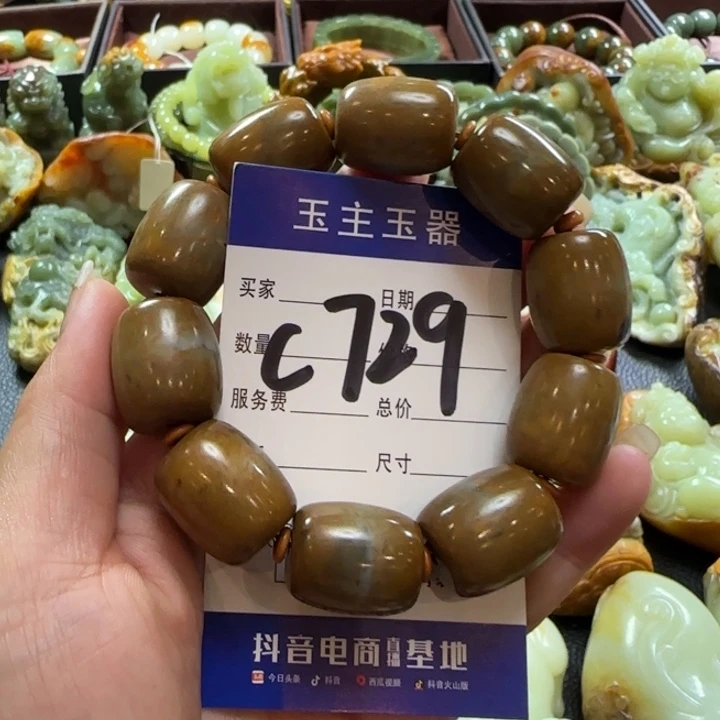 玉主玉器
买家 日期
数量
C729
服务费 总价
尺寸
抖音电商直播基地
今日头条 抖音 西瓜视频 抖音火山版